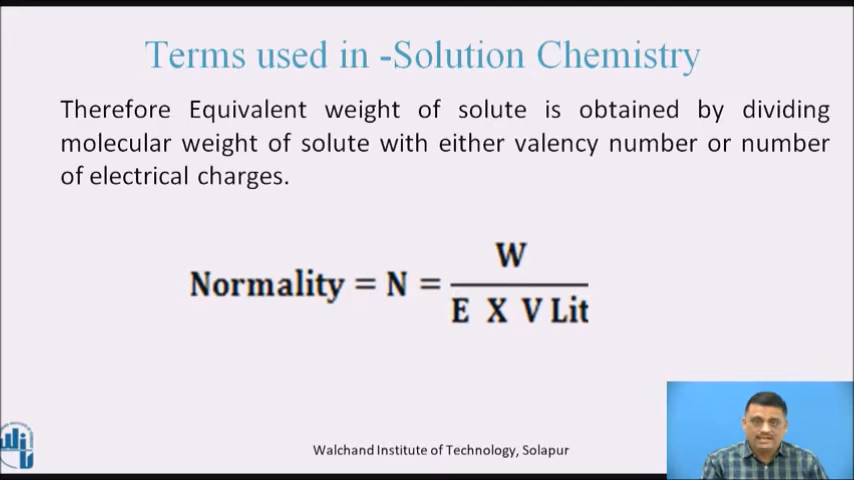 Terms used in -Solution Chemistry
Therefore Equivalent weight of solute is obtained by dividing
molecular weight of solute with either valency number or number
of electrical charges.
Normality = N = W
E X V Lit
Walchand Institute of Technology, Solapur